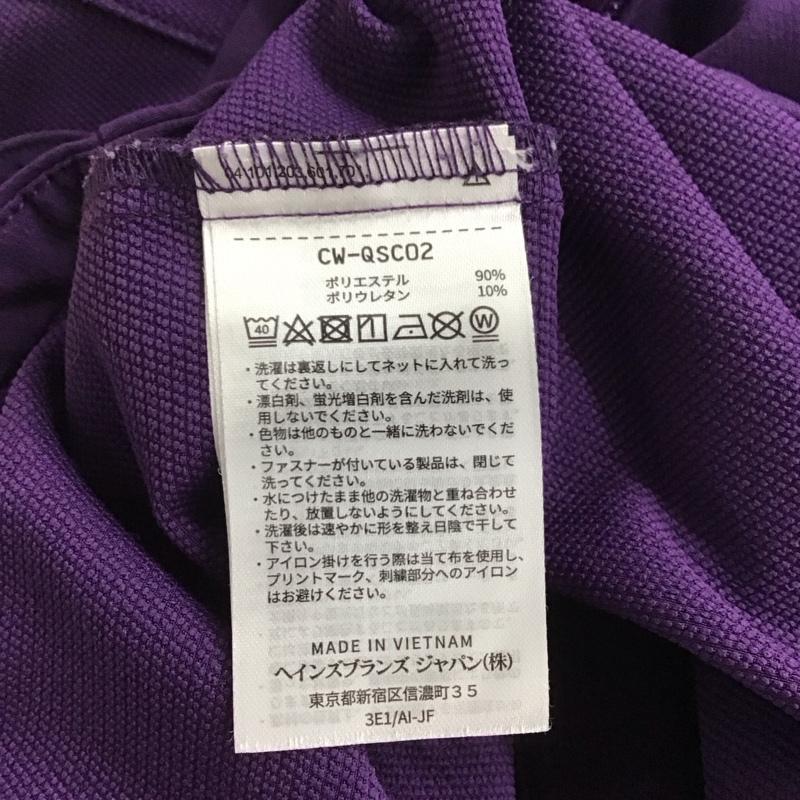 04,101,203,601,701,
CW-QSC02
ポリエステル 90%
ポリウレタン 10%
40
W
・洗濯は裏返しにしてネットに入れて洗っ
てください。
・漂白剤、蛍光増白剤を含んだ洗剤は、使
用しないでください。
・色物は他のものと一緒に洗わないでくだ
さい。
・ファスナーが付いている製品は、閉じて
洗ってください。
・水につけたまま他の洗濯物と重ね合わせ
たり、放置しないようにしてください。
・洗濯後は速やかに形を整え日陰で干して
下さい。
・アイロン掛けを行う際は当て布を使用し、
プリントマーク、刺繍部分へのアイロン
はお避けください。
MADE IN VIETNAM
ヘインズブランズ ジャパン(株)
東京都新宿区信濃町35
3E1/AI-JF